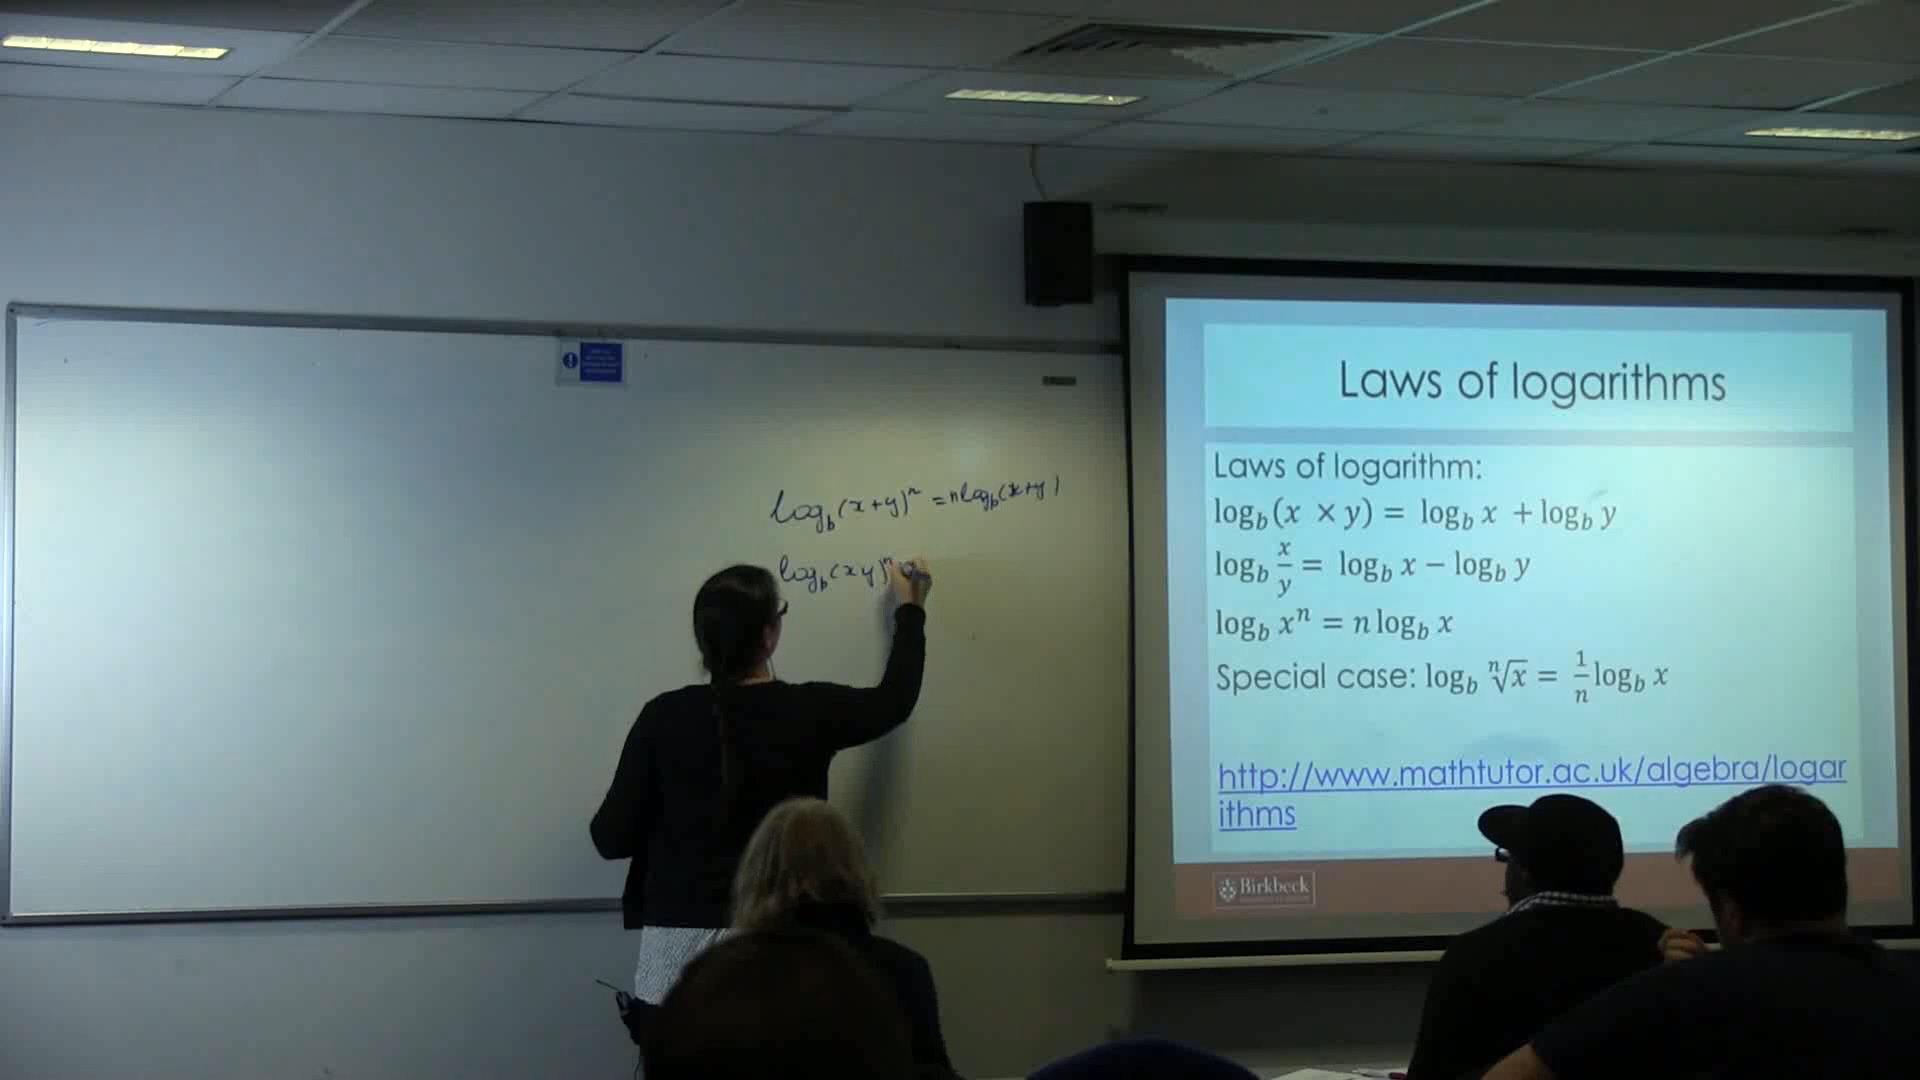 log_b(x+y)^n = n log_b(x+y)
log_b(xy)^n
Laws of logarithms
Laws of logarithm:
log_b(x × y) = log_b x + log_b y
log_b x/y = log_b x − log_b y
log_b x^n = n log_b x
Special case: log_b ⁿ√x = 1/n log_b x
http://www.mathtutor.ac.uk/algebra/logar
ithms
Birkbeck